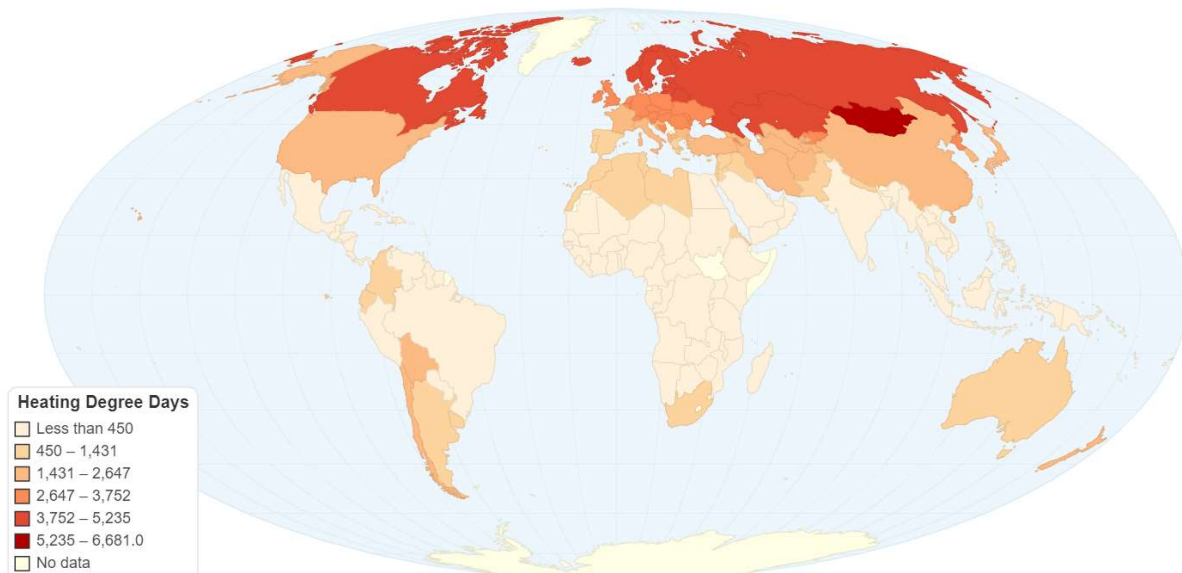 Heating Degree Days
Less than 450
450 – 1,431
1,431 – 2,647
2,647 – 3,752
3,752 – 5,235
5,235 – 6,681.0
No data